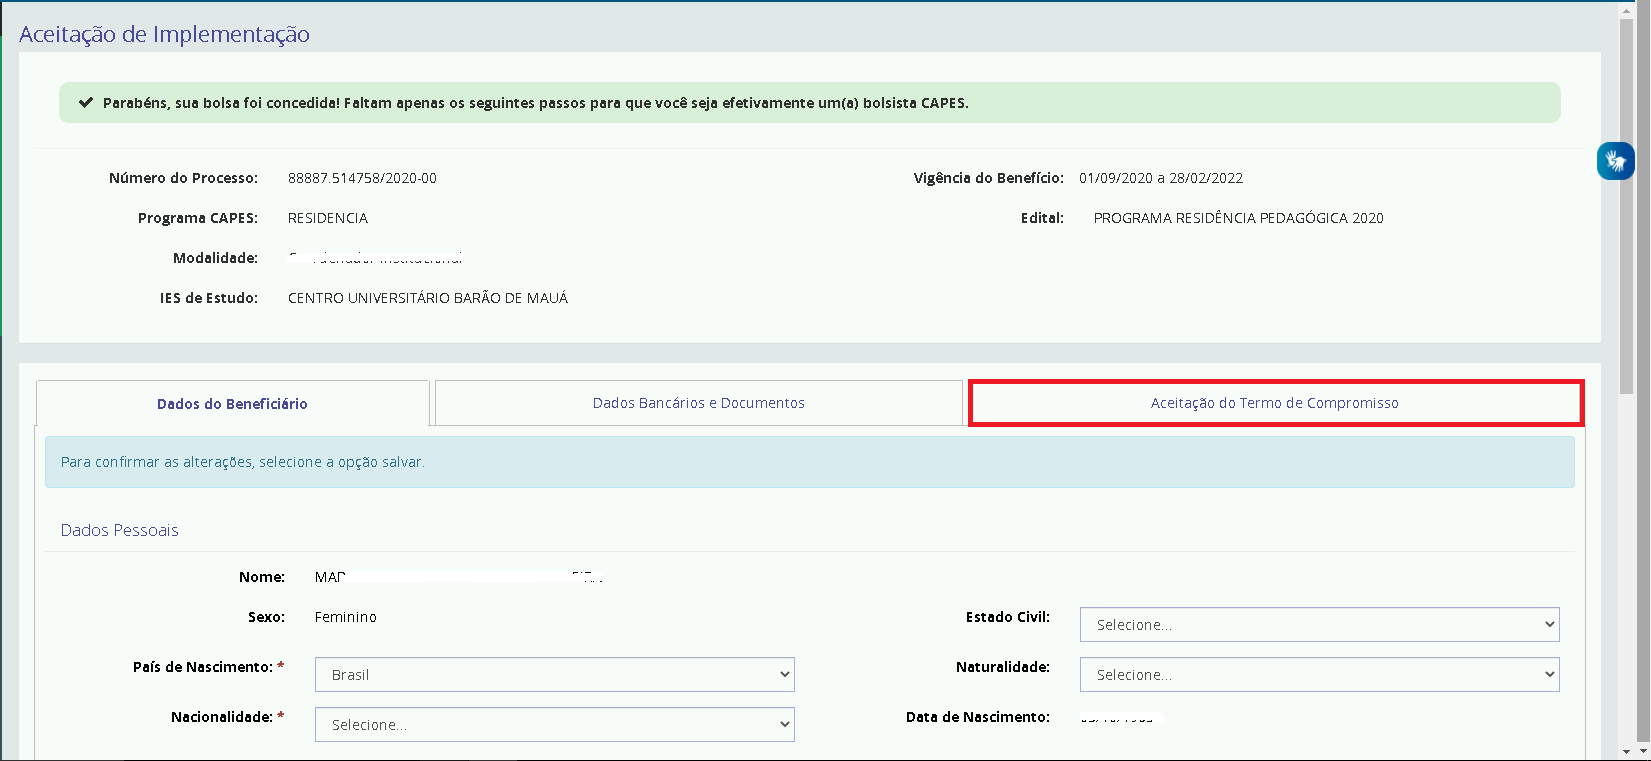 Aceitação de Implementação
Parabéns, sua bolsa foi concedida! Faltam apenas os seguintes passos para que você seja efetivamente um(a) bolsista CAPES.
Número do Processo: 88887.514758/2020-00 Vigência do Benefício: 01/09/2020 a 28/02/2022
Programa CAPES: RESIDENCIA Edital: PROGRAMA RESIDÊNCIA PEDAGÓGICA 2020
Modalidade:
IES de Estudo: CENTRO UNIVERSITÁRIO BARÃO DE MAUÁ
Dados do Beneficiário Dados Bancários e Documentos Aceitação do Termo de Compromisso
Para confirmar as alterações, selecione a opção salvar.
Dados Pessoais
Nome:
Sexo: Feminino Estado Civil: Selecione...
País de Nascimento: * Brasil Naturalidade: Selecione...
Nacionalidade: * Selecione... Data de Nascimento: